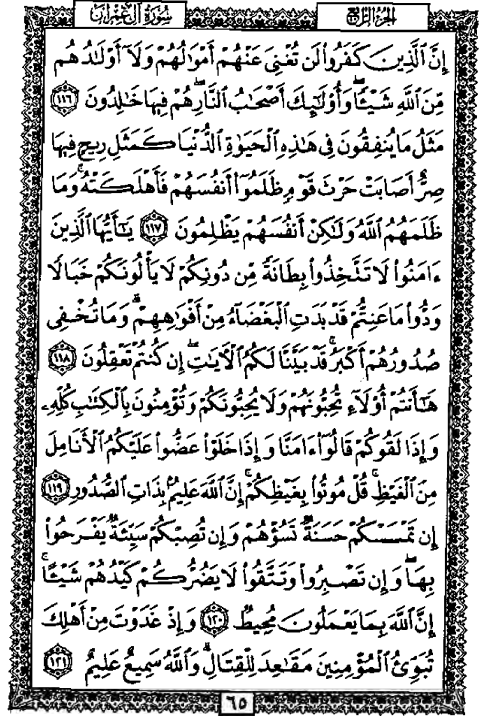 الجزء الرابع
سورة آل عمران
إِنَّ ٱلَّذِينَ كَفَرُوا۟ لَن تُغْنِىَ عَنْهُمْ أَمْوَٰلُهُمْ وَلَآ أَوْلَـٰدُهُم
مِّنَ ٱللَّهِ شَيْـًٔا ۖ وَأُو۟لَـٰٓئِكَ أَصْحَـٰبُ ٱلنَّارِ ۚ هُمْ فِيهَا خَـٰلِدُونَ ١١٦
مَثَلُ مَا يُنفِقُونَ فِى هَـٰذِهِ ٱلْحَيَوٰةِ ٱلدُّنْيَا كَمَثَلِ رِيحٍ فِيهَا
صِرٌّ أَصَابَتْ حَرْثَ قَوْمٍ ظَلَمُوٓا۟ أَنفُسَهُمْ فَأَهْلَكَتْهُ ۚ وَمَا
ظَلَمَهُمُ ٱللَّهُ وَلَـٰكِنْ أَنفُسَهُمْ يَظْلِمُونَ ١١٧ يَـٰٓأَيُّهَا ٱلَّذِينَ
ءَامَنُوا۟ لَا تَتَّخِذُوا۟ بِطَانَةً مِّن دُونِكُمْ لَا يَأْلُونَكُمْ خَبَالًا
وَدُّوا۟ مَا عَنِتُّمْ قَدْ بَدَتِ ٱلْبَغْضَآءُ مِنْ أَفْوَٰهِهِمْ وَمَا تُخْفِى
صُدُورُهُمْ أَكْبَرُ ۚ قَدْ بَيَّنَّا لَكُمُ ٱلْـَٔايَـٰتِ ۖ إِن كُنتُمْ تَعْقِلُونَ ١١٨
هَـٰٓأَنتُمْ أُو۟لَآءِ تُحِبُّونَهُمْ وَلَا يُحِبُّونَكُمْ وَتُؤْمِنُونَ بِٱلْكِتَـٰبِ كُلِّهِۦ
وَإِذَا لَقُوكُمْ قَالُوٓا۟ ءَامَنَّا وَإِذَا خَلَوْا۟ عَضُّوا۟ عَلَيْكُمُ ٱلْأَنَامِلَ
مِنَ ٱلْغَيْظِ ۚ قُلْ مُوتُوا۟ بِغَيْظِكُمْ ۗ إِنَّ ٱللَّهَ عَلِيمٌۢ بِذَاتِ ٱلصُّدُورِ ١١٩
إِن تَمْسَسْكُمْ حَسَنَةٌ تَسُؤْهُمْ وَإِن تُصِبْكُمْ سَيِّئَةٌ يَفْرَحُوا۟
بِهَا ۖ وَإِن تَصْبِرُوا۟ وَتَتَّقُوا۟ لَا يَضُرُّكُمْ كَيْدُهُمْ شَيْـًٔا ۗ
إِنَّ ٱللَّهَ بِمَا يَعْمَلُونَ مُحِيطٌ ١٢٠ وَإِذْ غَدَوْتَ مِنْ أَهْلِكَ
تُبَوِّئُ ٱلْمُؤْمِنِينَ مَقَـٰعِدَ لِلْقِتَالِ ۗ وَٱللَّهُ سَمِيعٌ عَلِيمٌ ١٢١
٦٥